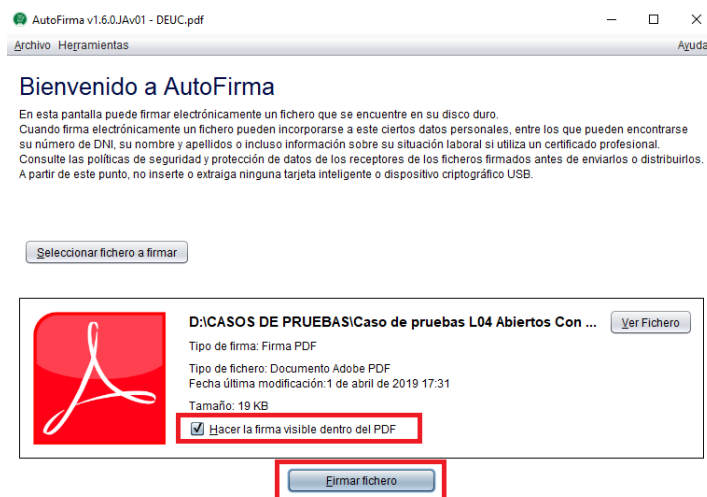 AutoFirma v1.6.0.JAv01 - DEUC.pdf
Archivo Herramientas Ayuda
Bienvenido a AutoFirma
En esta pantalla puede firmar electrónicamente un fichero que se encuentre en su disco duro.
Cuando firma electrónicamente un fichero pueden incorporarse a este ciertos datos personales, entre los que pueden encontrarse
su número de DNI, su nombre y apellidos o incluso información sobre su situación laboral si utiliza un certificado profesional.
Consulte las políticas de seguridad y protección de datos de los receptores de los ficheros firmados antes de enviarlos o distribuirlos.
A partir de este punto, no inserte o extraiga ninguna tarjeta inteligente o dispositivo criptográfico USB.
Seleccionar fichero a firmar
D:\CASOS DE PRUEBAS\Caso de pruebas L04 Abiertos Con ... Ver Fichero
Tipo de firma: Firma PDF
Tipo de fichero: Documento Adobe PDF
Fecha última modificación:1 de abril de 2019 17:31
Tamaño: 19 KB
Hacer la firma visible dentro del PDF
Firmar fichero